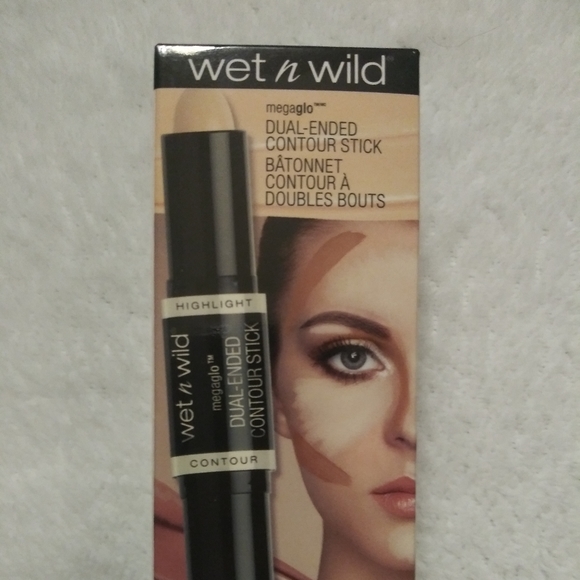 wet n wild
megaglo™ᴹᶜ
DUAL-ENDED
CONTOUR STICK
BÂTONNET
CONTOUR À
DOUBLES BOUTS
HIGHLIGHT
wet n wild
megaglo™
DUAL-ENDED
CONTOUR STICK
CONTOUR